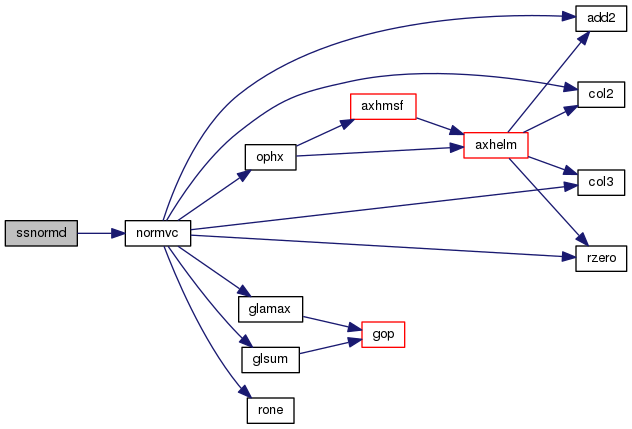 add2
col2
axhmsf
axhelm
ophx
col3
ssnormd
normvc
rzero
glamax
gop
glsum
rone